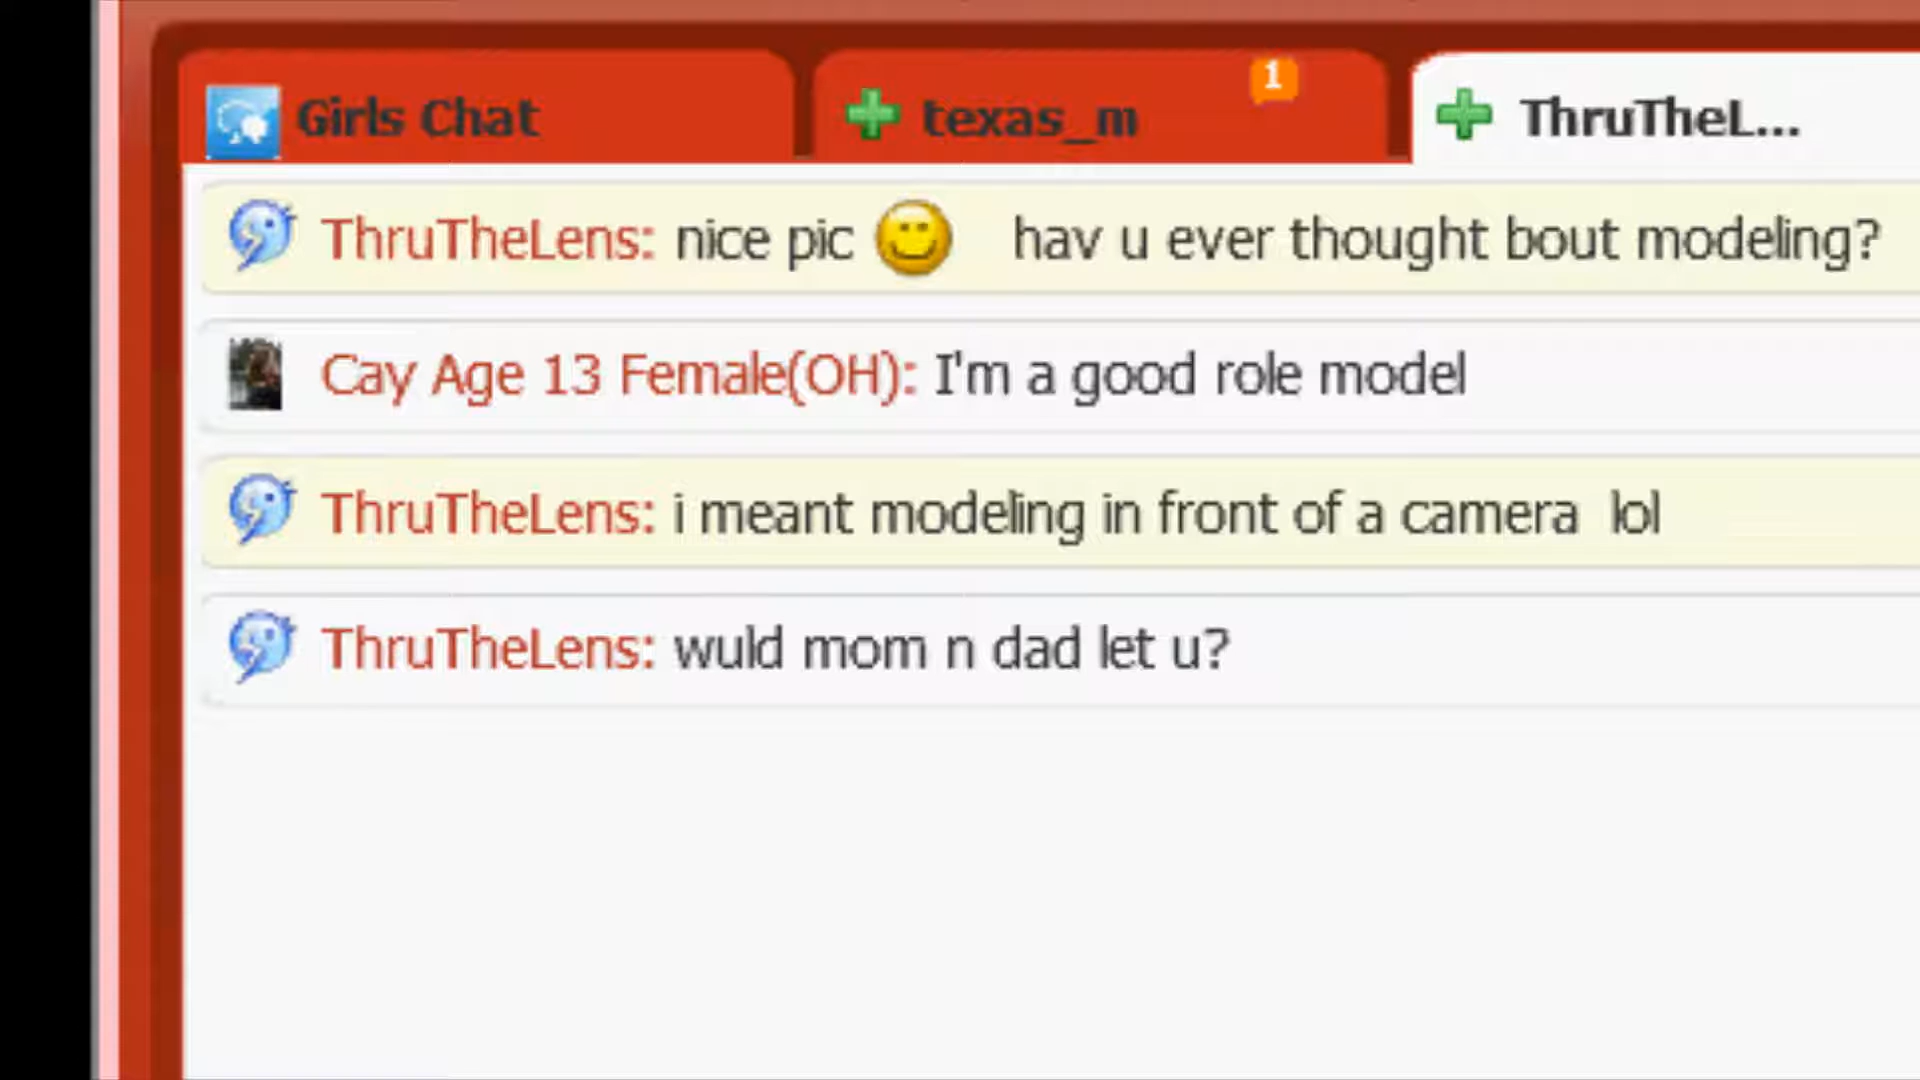 Girls Chat
texas_m
1
ThruTheL...
ThruTheLens: nice pic hav u ever thought bout modeling?
Cay Age 13 Female(OH): I'm a good role model
ThruTheLens: i meant modeling in front of a camera lol
ThruTheLens: wuld mom n dad let u?